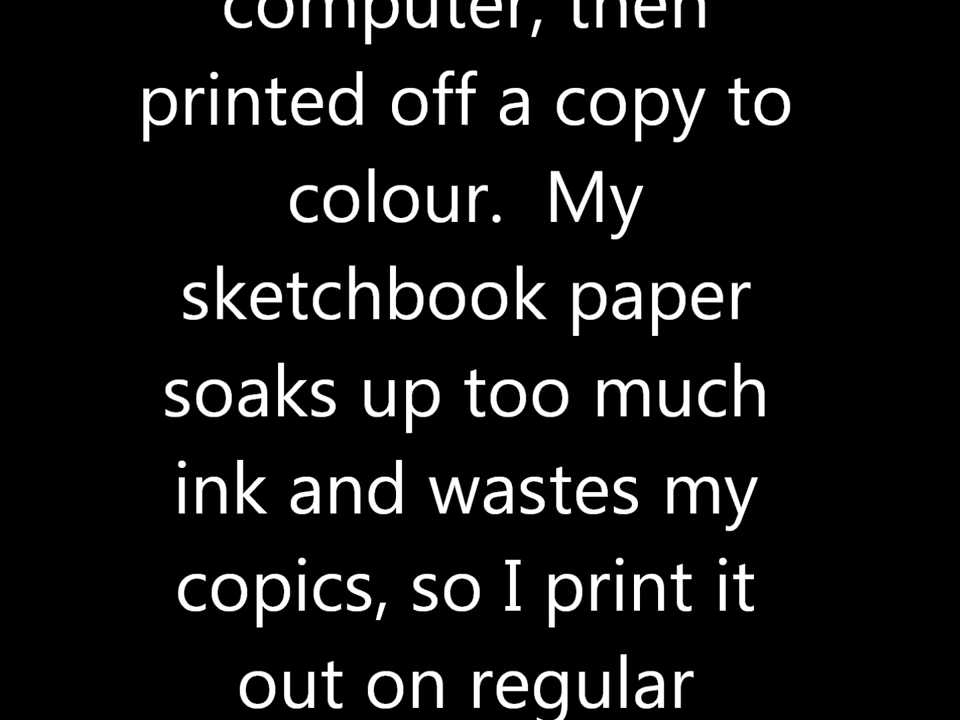 computer, then
printed off a copy to
colour.  My
sketchbook paper
soaks up too much
ink and wastes my
copics, so I print it
out on regular